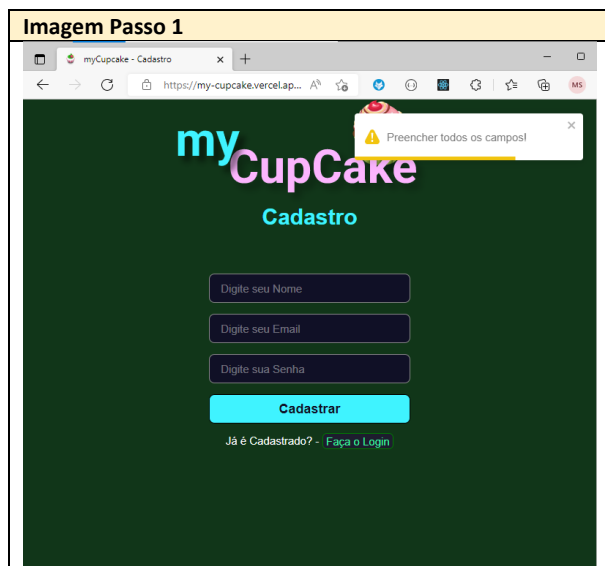 Imagem Passo 1
myCupcake - Cadastro
https://my-cupcake.vercel.ap...
MS
Preencher todos os campos!
my
CupCake
Cadastro
Digite seu Nome
Digite seu Email
Digite sua Senha
Cadastrar
Já é Cadastrado? - Faça o Login